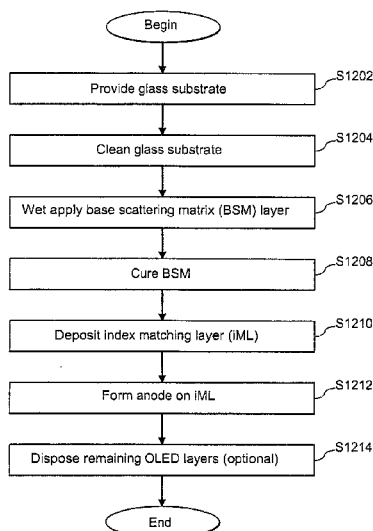 Begin
S1202
Provide glass substrate
S1204
Clean glass substrate
S1206
Wet apply base scattering matrix (BSM) layer
S1208
Cure BSM
S1210
Deposit index matching layer (iML)
S1212
Form anode on iML
S1214
Dispose remaining OLED layers (optional)
End